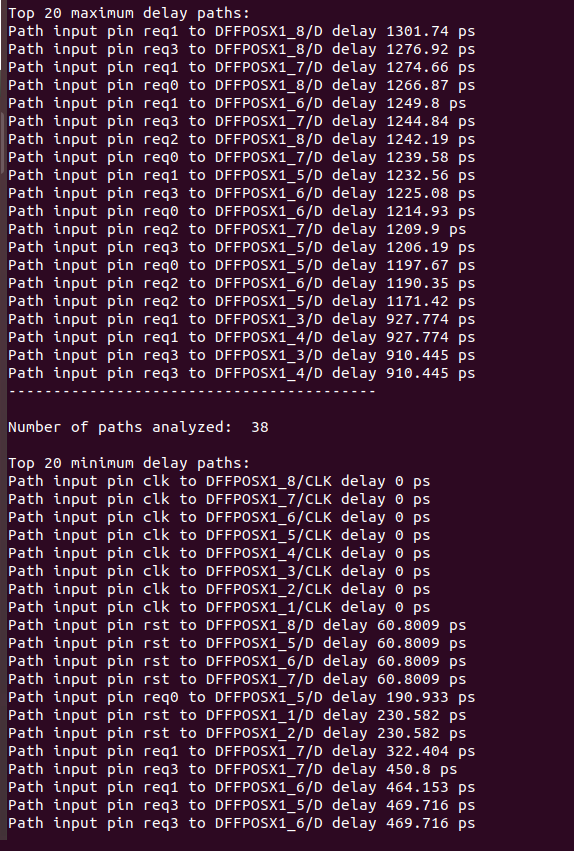 Top 20 maximum delay paths:
Path input pin req1 to DFFPOSX1_8/D delay 1301.74 ps
Path input pin req3 to DFFPOSX1_8/D delay 1276.92 ps
Path input pin req1 to DFFPOSX1_7/D delay 1274.66 ps
Path input pin req0 to DFFPOSX1_8/D delay 1266.87 ps
Path input pin req1 to DFFPOSX1_6/D delay 1249.8 ps
Path input pin req3 to DFFPOSX1_7/D delay 1244.84 ps
Path input pin req2 to DFFPOSX1_8/D delay 1242.19 ps
Path input pin req0 to DFFPOSX1_7/D delay 1239.58 ps
Path input pin req1 to DFFPOSX1_5/D delay 1232.56 ps
Path input pin req3 to DFFPOSX1_6/D delay 1225.08 ps
Path input pin req0 to DFFPOSX1_6/D delay 1214.93 ps
Path input pin req2 to DFFPOSX1_7/D delay 1209.9 ps
Path input pin req3 to DFFPOSX1_5/D delay 1206.19 ps
Path input pin req0 to DFFPOSX1_5/D delay 1197.67 ps
Path input pin req2 to DFFPOSX1_6/D delay 1190.35 ps
Path input pin req2 to DFFPOSX1_5/D delay 1171.42 ps
Path input pin req1 to DFFPOSX1_3/D delay 927.774 ps
Path input pin req1 to DFFPOSX1_4/D delay 927.774 ps
Path input pin req3 to DFFPOSX1_3/D delay 910.445 ps
Path input pin req3 to DFFPOSX1_4/D delay 910.445 ps
-----------------------------------------
Number of paths analyzed:  38
Top 20 minimum delay paths:
Path input pin clk to DFFPOSX1_8/CLK delay 0 ps
Path input pin clk to DFFPOSX1_7/CLK delay 0 ps
Path input pin clk to DFFPOSX1_6/CLK delay 0 ps
Path input pin clk to DFFPOSX1_5/CLK delay 0 ps
Path input pin clk to DFFPOSX1_4/CLK delay 0 ps
Path input pin clk to DFFPOSX1_3/CLK delay 0 ps
Path input pin clk to DFFPOSX1_2/CLK delay 0 ps
Path input pin clk to DFFPOSX1_1/CLK delay 0 ps
Path input pin rst to DFFPOSX1_8/D delay 60.8009 ps
Path input pin rst to DFFPOSX1_5/D delay 60.8009 ps
Path input pin rst to DFFPOSX1_6/D delay 60.8009 ps
Path input pin rst to DFFPOSX1_7/D delay 60.8009 ps
Path input pin req0 to DFFPOSX1_5/D delay 190.933 ps
Path input pin rst to DFFPOSX1_1/D delay 230.582 ps
Path input pin rst to DFFPOSX1_2/D delay 230.582 ps
Path input pin req1 to DFFPOSX1_7/D delay 322.404 ps
Path input pin req3 to DFFPOSX1_7/D delay 450.8 ps
Path input pin req1 to DFFPOSX1_6/D delay 464.153 ps
Path input pin req3 to DFFPOSX1_5/D delay 469.716 ps
Path input pin req3 to DFFPOSX1_6/D delay 469.716 ps